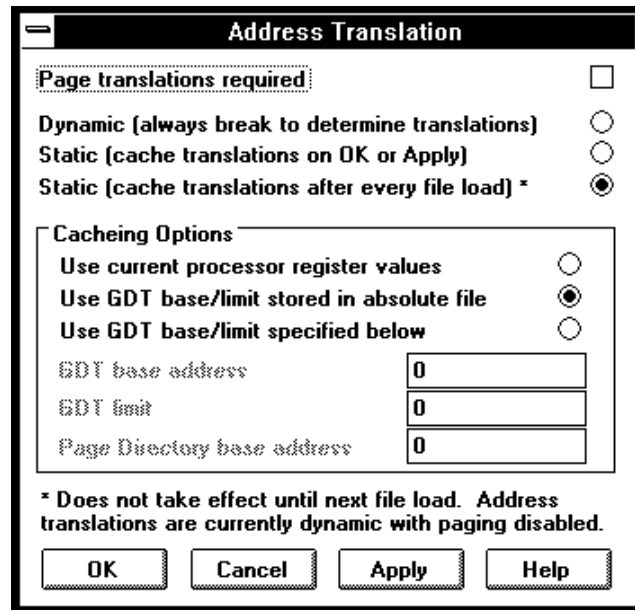 Address Translation
Page translations required
Dynamic (always break to determine translations)
Static (cache translations on OK or Apply)
Static (cache translations after every file load) *
Cacheing Options
Use current processor register values
Use GDT base/limit stored in absolute file
Use GDT base/limit specified below
GDT base address 0
GDT limit 0
Page Directory base address 0
* Does not take effect until next file load. Address
translations are currently dynamic with paging disabled.
OK Cancel Apply Help